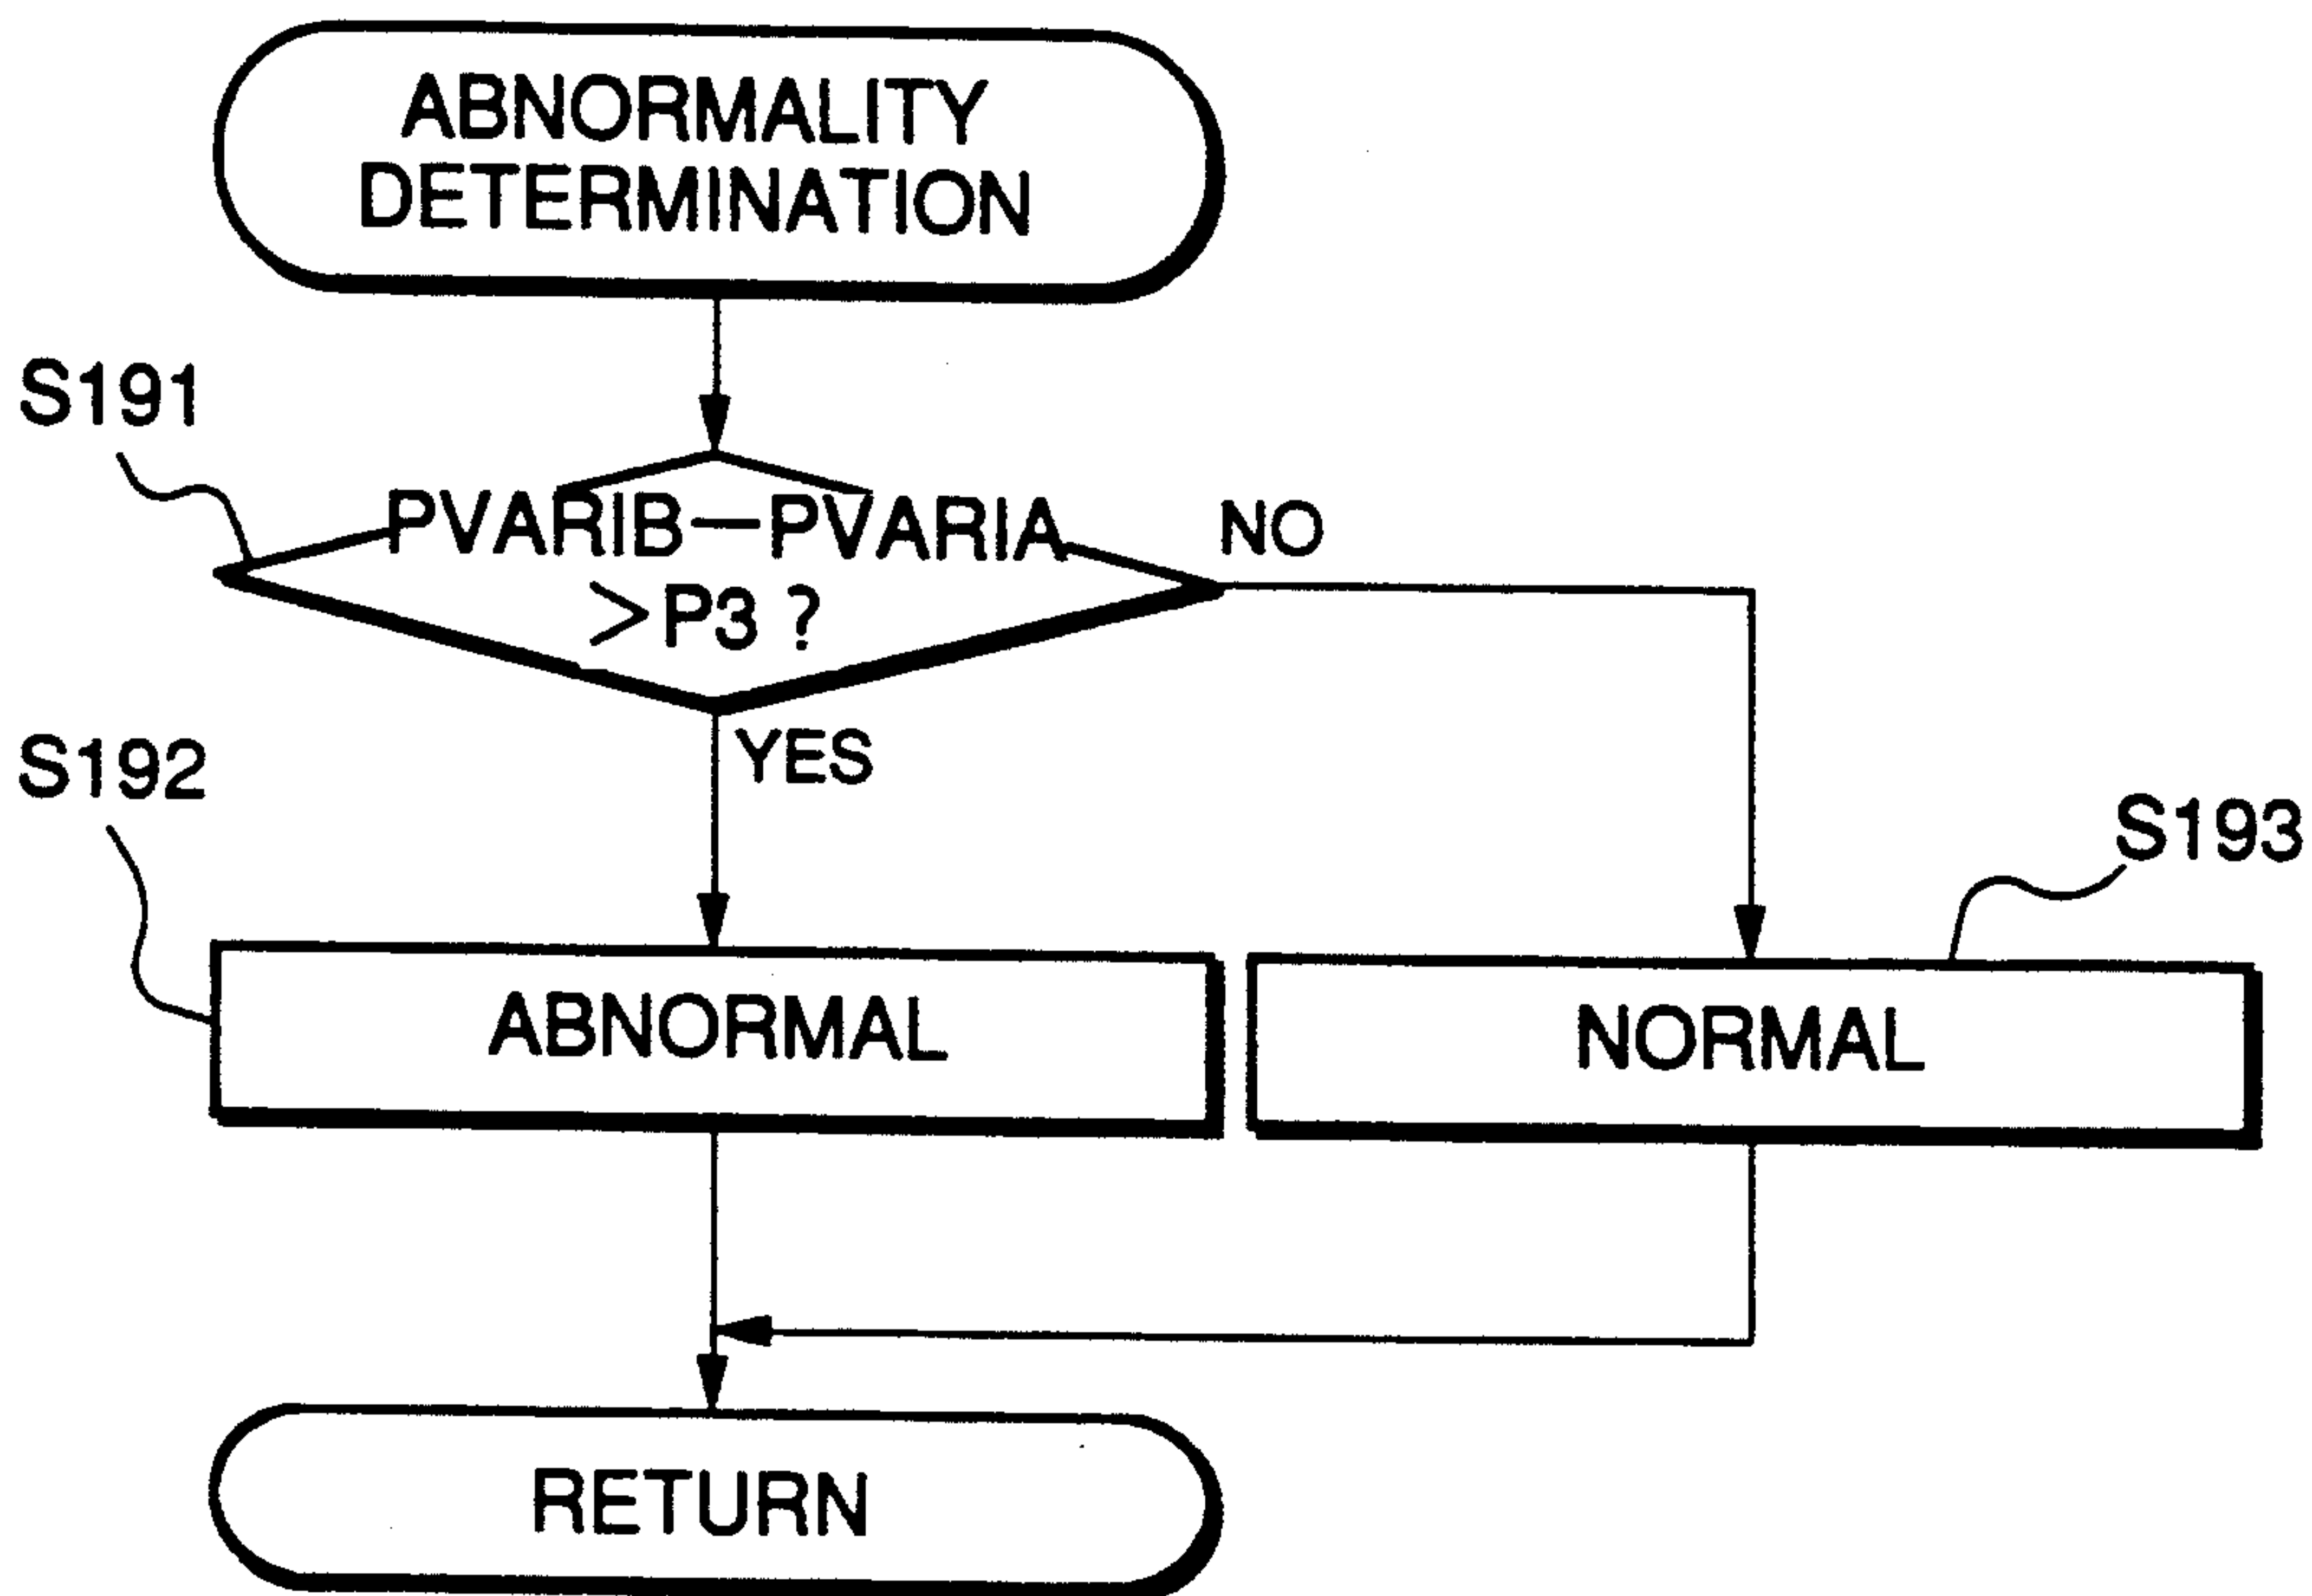 ABNORMALITY
DETERMINATION
S191
PVARIB—PVARIA
>P3 ?
NO
YES
S192
S193
ABNORMAL
NORMAL
RETURN